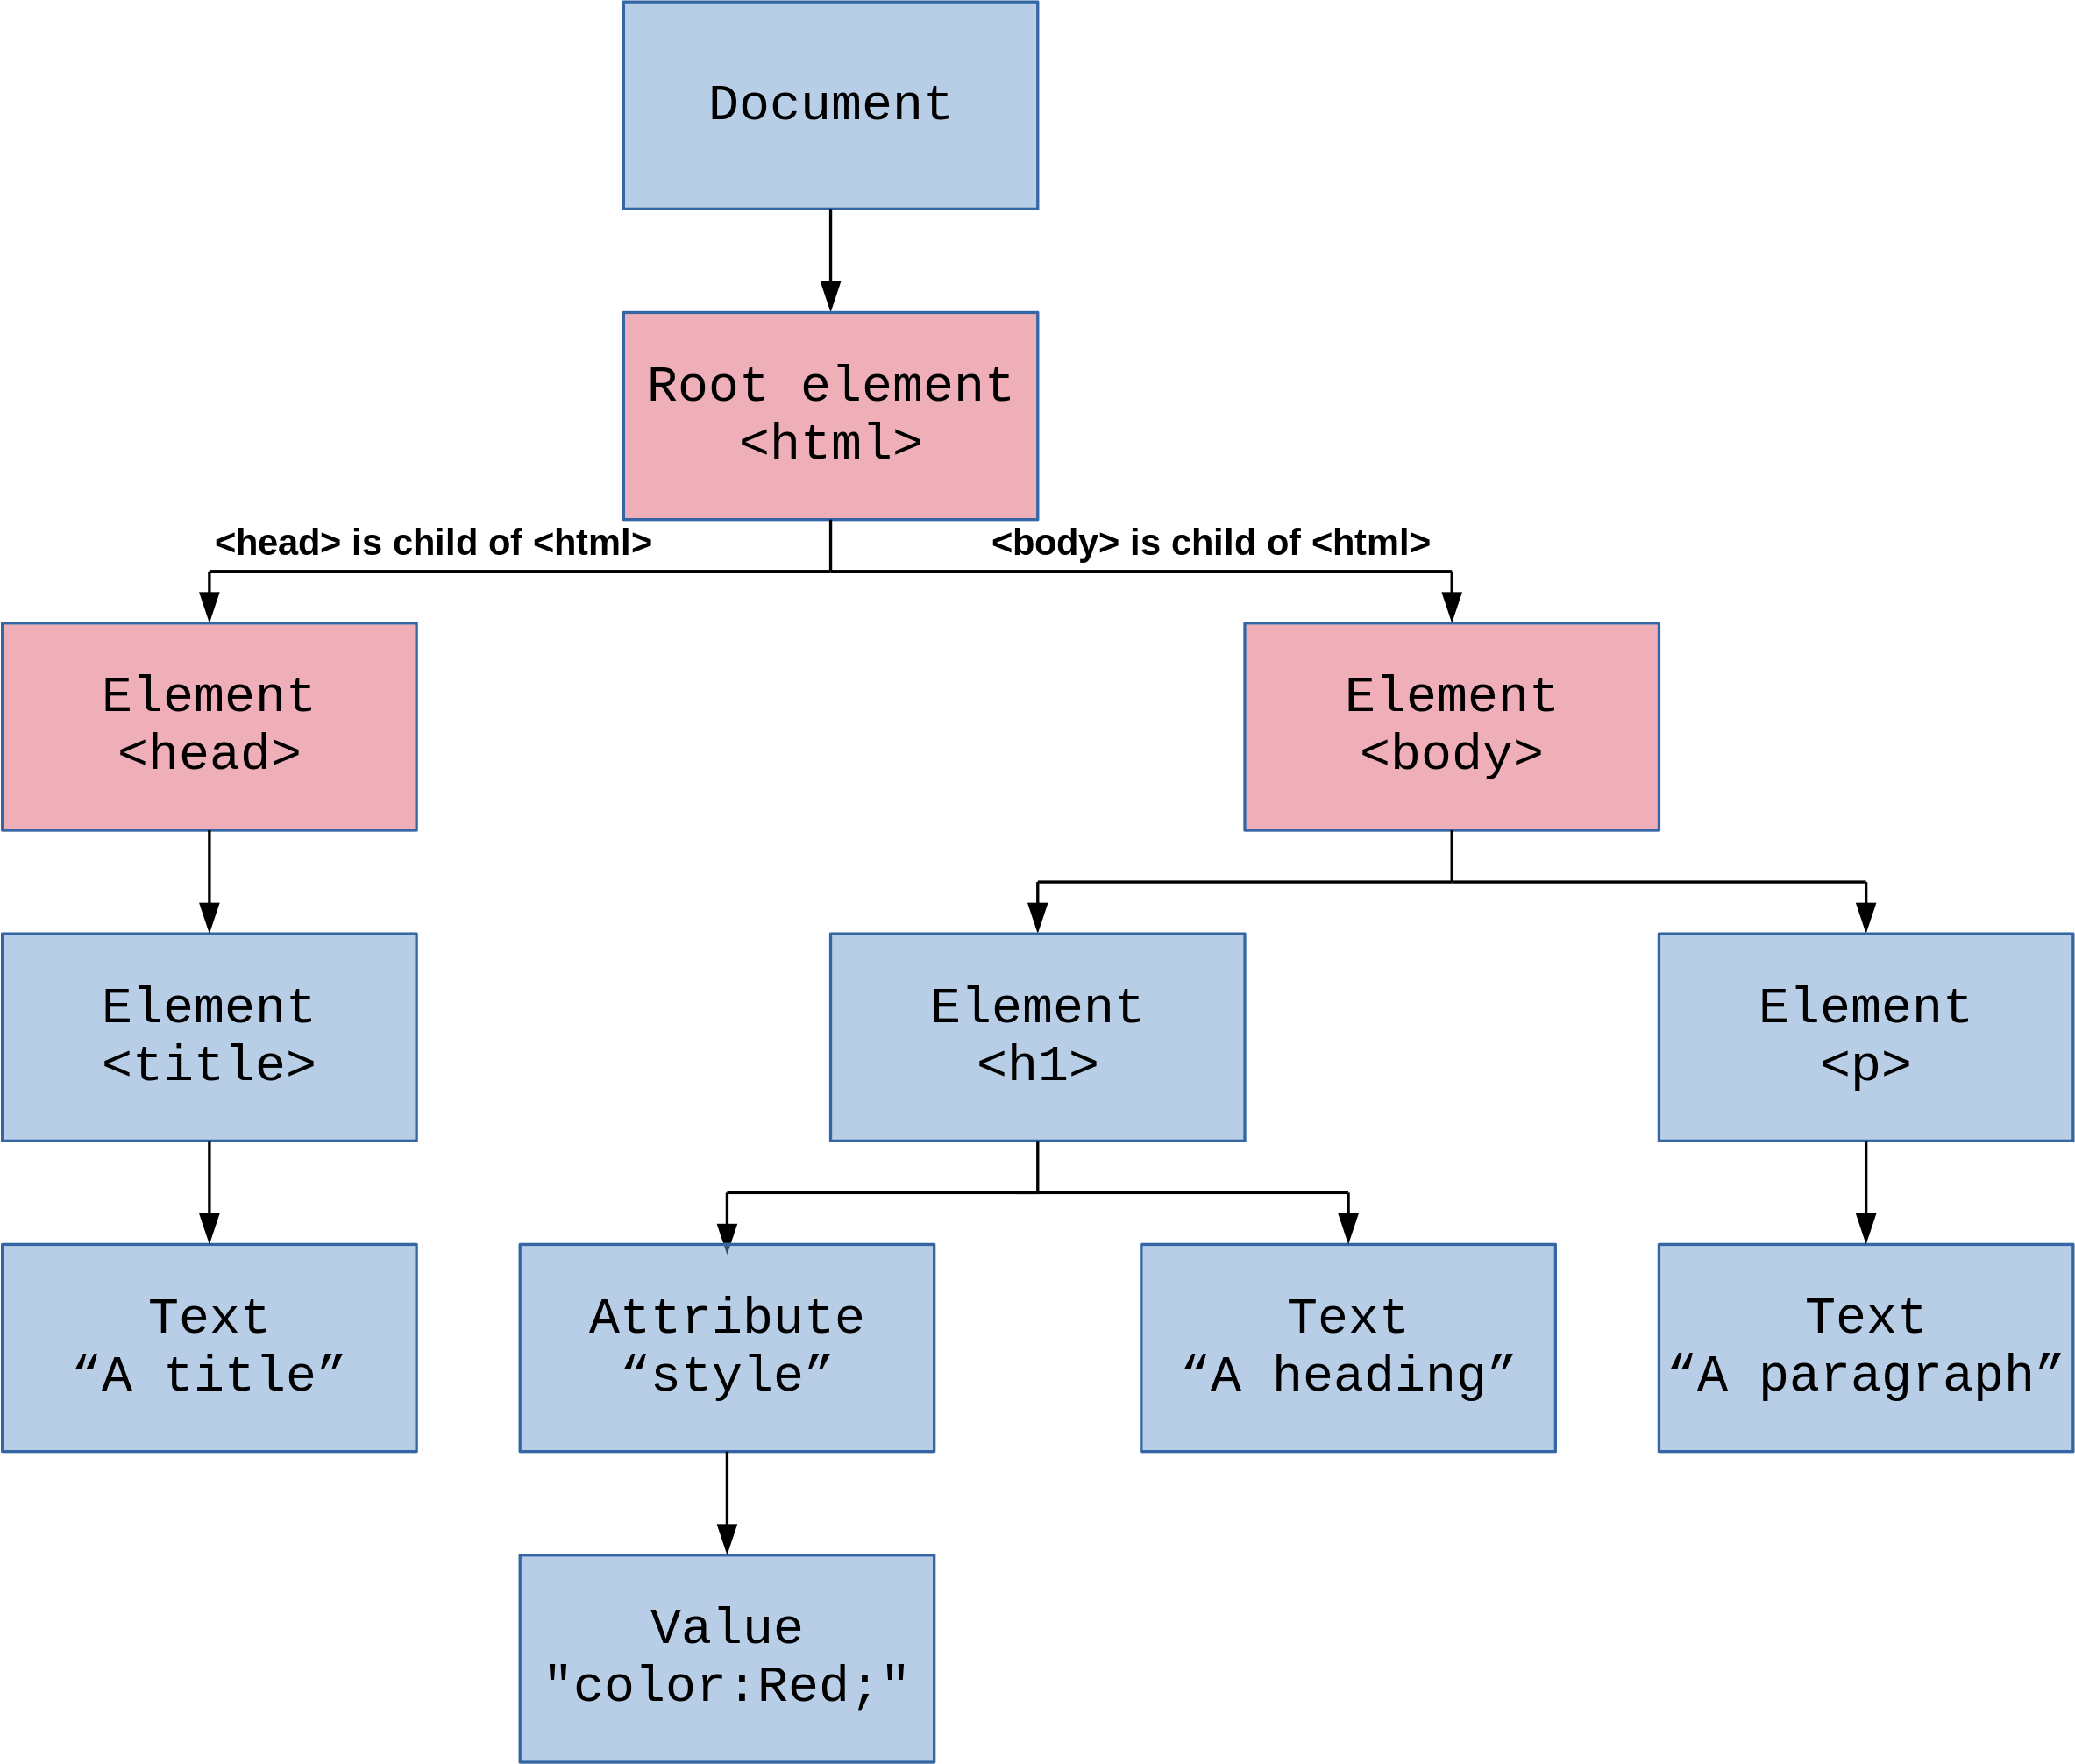 Document
Root element
<html>
<head> is child of <html>
<body> is child of <html>
Element
<head>
Element
<body>
Element
<title>
Element
<h1>
Element
<p>
Text
“A title”
Attribute
“style”
Text
“A heading”
Text
“A paragraph”
Value
"color:Red;"